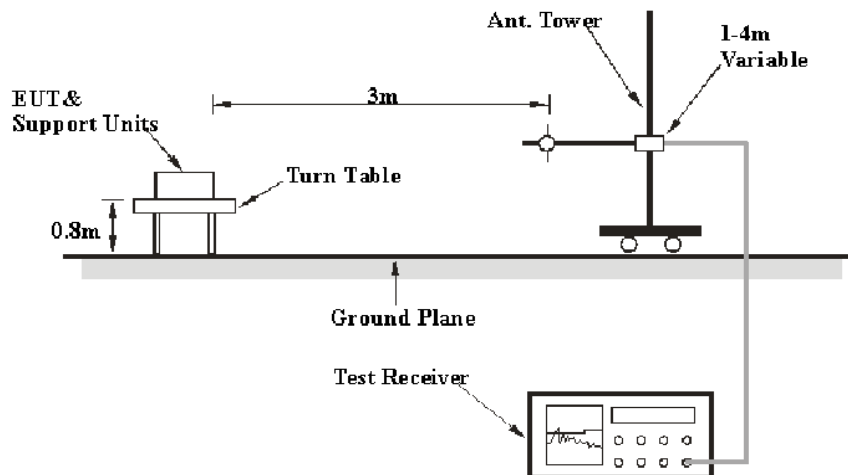 Ant. Tower
1-4m
Variable
3m
EUT&
Support Units
Turn Table
0.8m
Ground Plane
Test Receiver